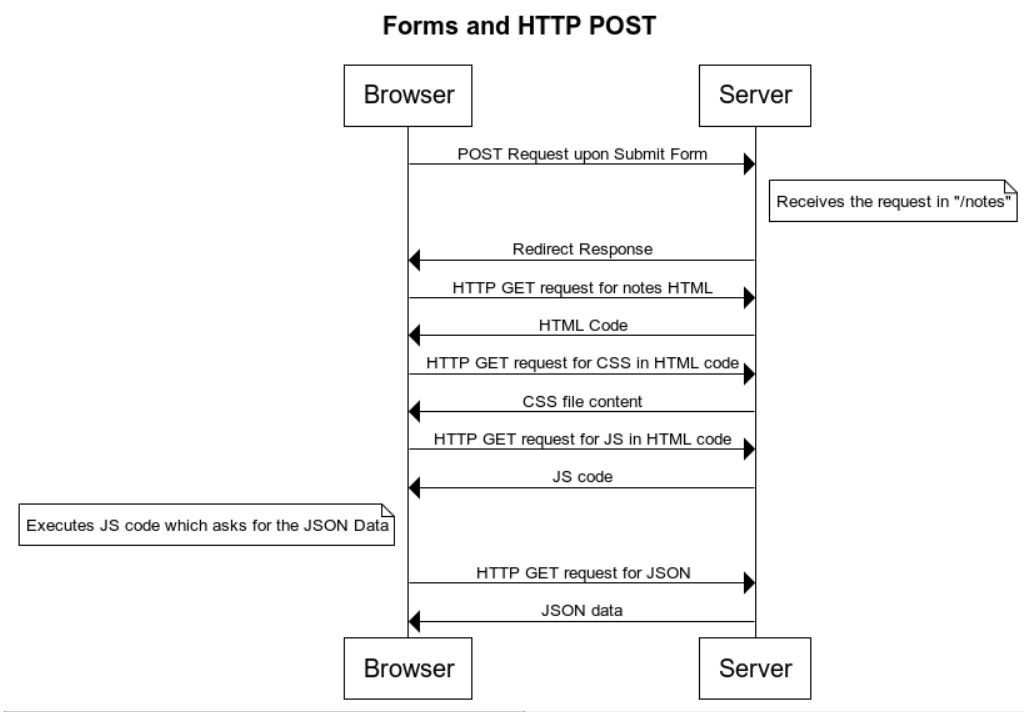 Forms and HTTP POST
Browser
Server
POST Request upon Submit Form
Receives the request in "/notes"
Redirect Response
HTTP GET request for notes HTML
HTML Code
HTTP GET request for CSS in HTML code
CSS file content
HTTP GET request for JS in HTML code
JS code
Executes JS code which asks for the JSON Data
HTTP GET request for JSON
JSON data
Browser
Server